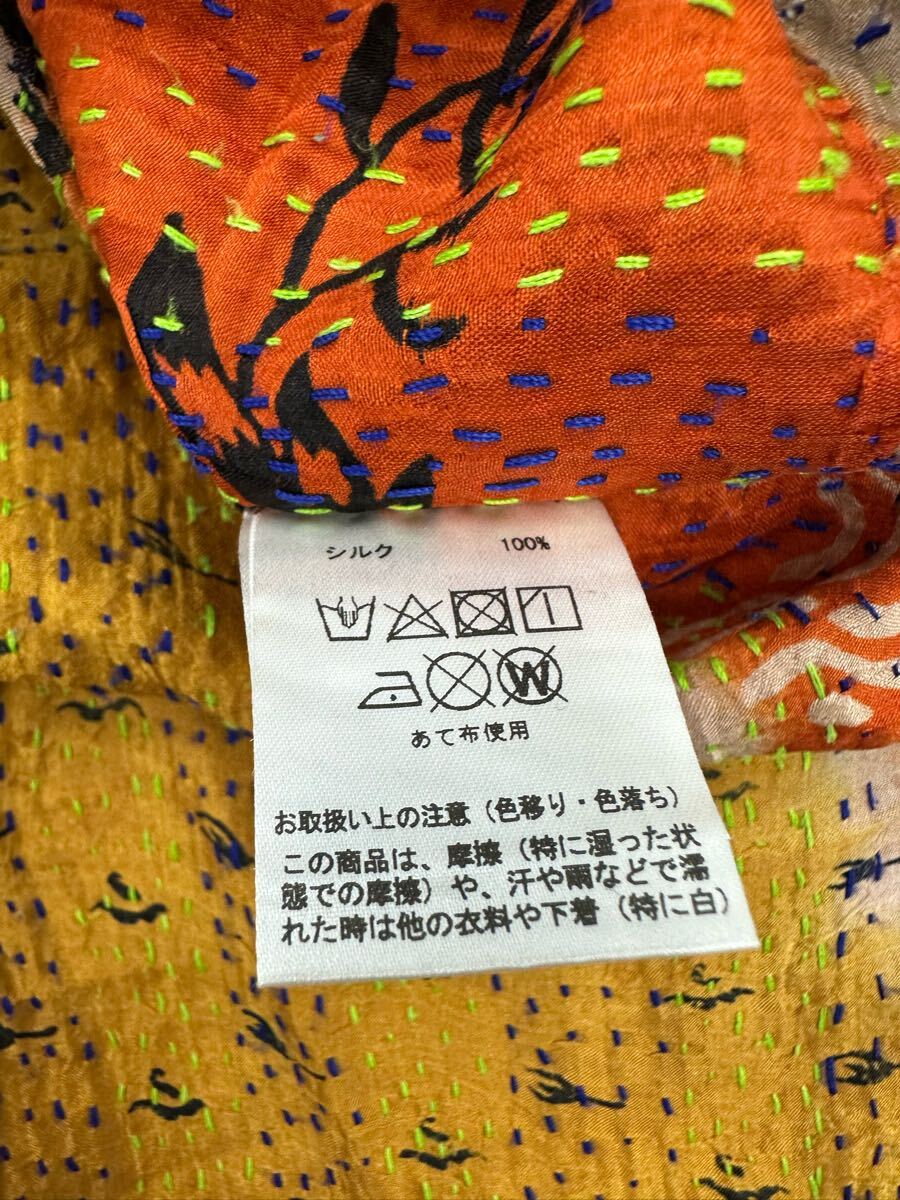 シルク 100%
W
あて布使用
お取扱い上の注意（色移り・色落ち）
この商品は、摩擦（特に湿った状
態での摩擦）や、汗や雨などで濡
れた時は他の衣料や下着（特に白）